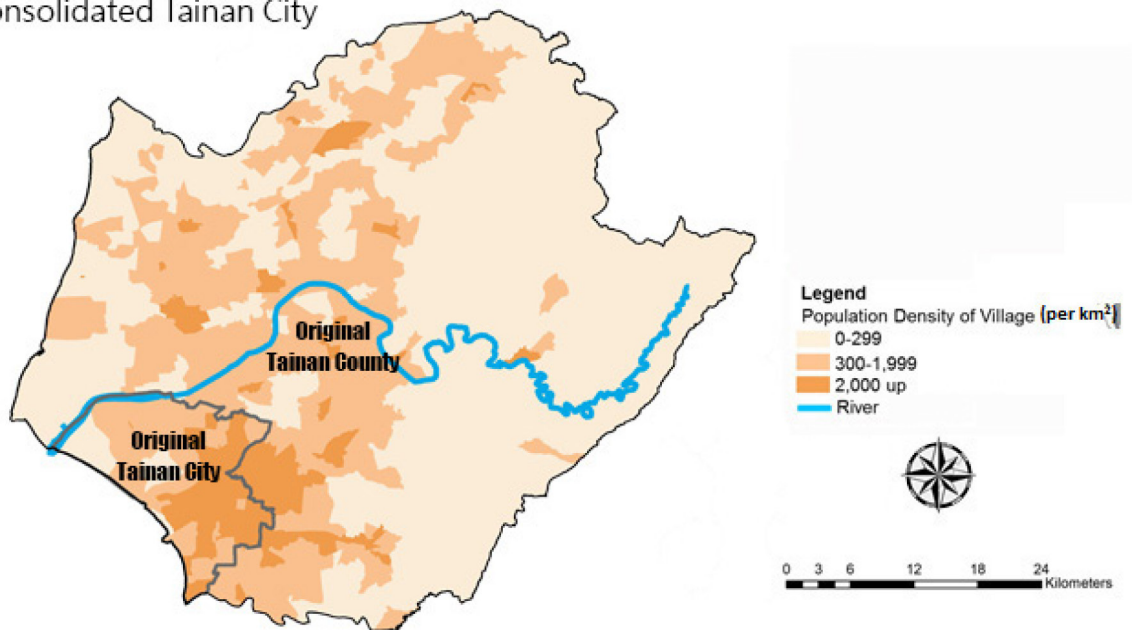 onsolidated Tainan City
Original
Tainan County
Original
Tainan City
Legend
Population Density of Village (per km²)
0-299
300-1,999
2,000 up
River
0 3 6 12 18 24
Kilometers